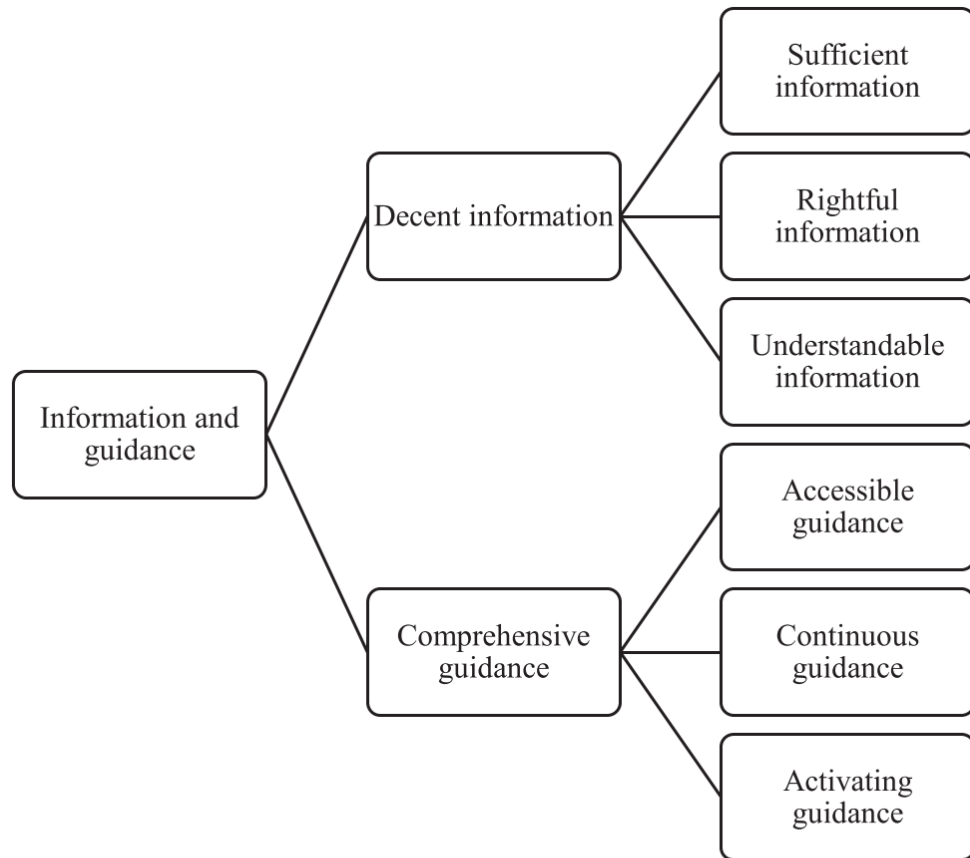 Sufficient
information
Decent information
Rightful
information
Understandable
information
Information and
guidance
Accessible
guidance
Comprehensive
guidance
Continuous
guidance
Activating
guidance